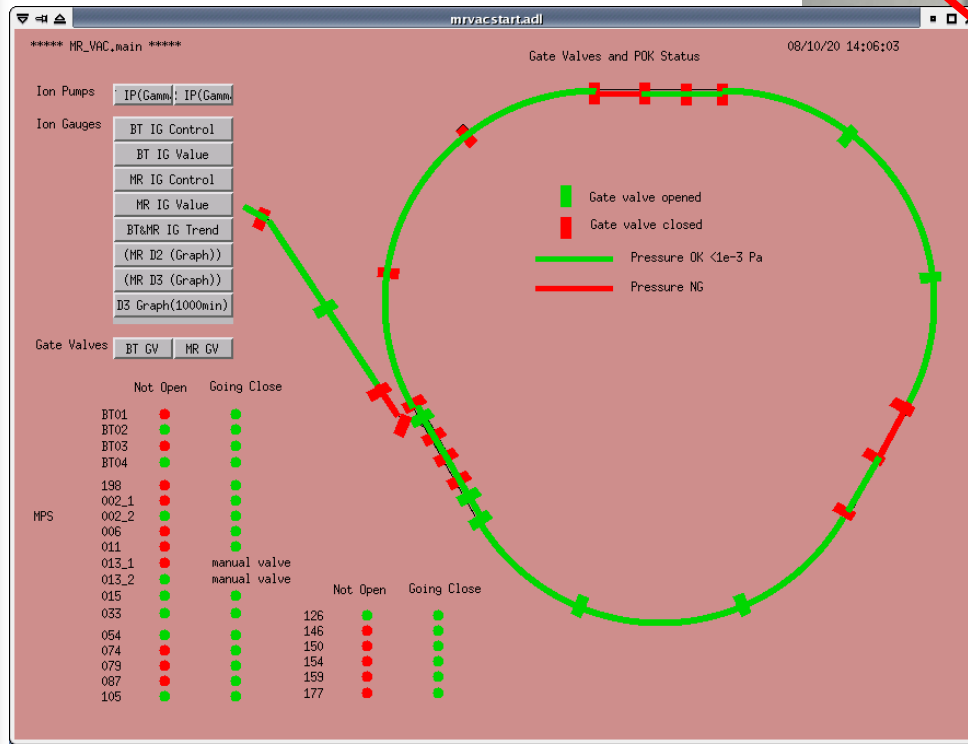 mrvacstart.adl
***** MR_VAC.main *****
Gate Valves and POK Status
08/10/20 14:06:03
Ion Pumps
IP(Gamm
: IP(Gamm
Ion Gauges
BT IG Control
BT IG Value
MR IG Control
MR IG Value
BT&MR IG Trend
(MR D2 (Graph))
(MR D3 (Graph))
D3 Graph(1000min)
Gate valve opened
Gate valve closed
Pressure OK <1e-3 Pa
Pressure NG
Gate Valves
BT GV
MR GV
Not Open Going Close
BT01
BT02
BT03
BT04
198
002_1
MPS 002_2
006
011
013_1 manual valve
013_2 manual valve
015
033
054
074
079
087
105
Not Open Going Close
126
146
150
154
159
177